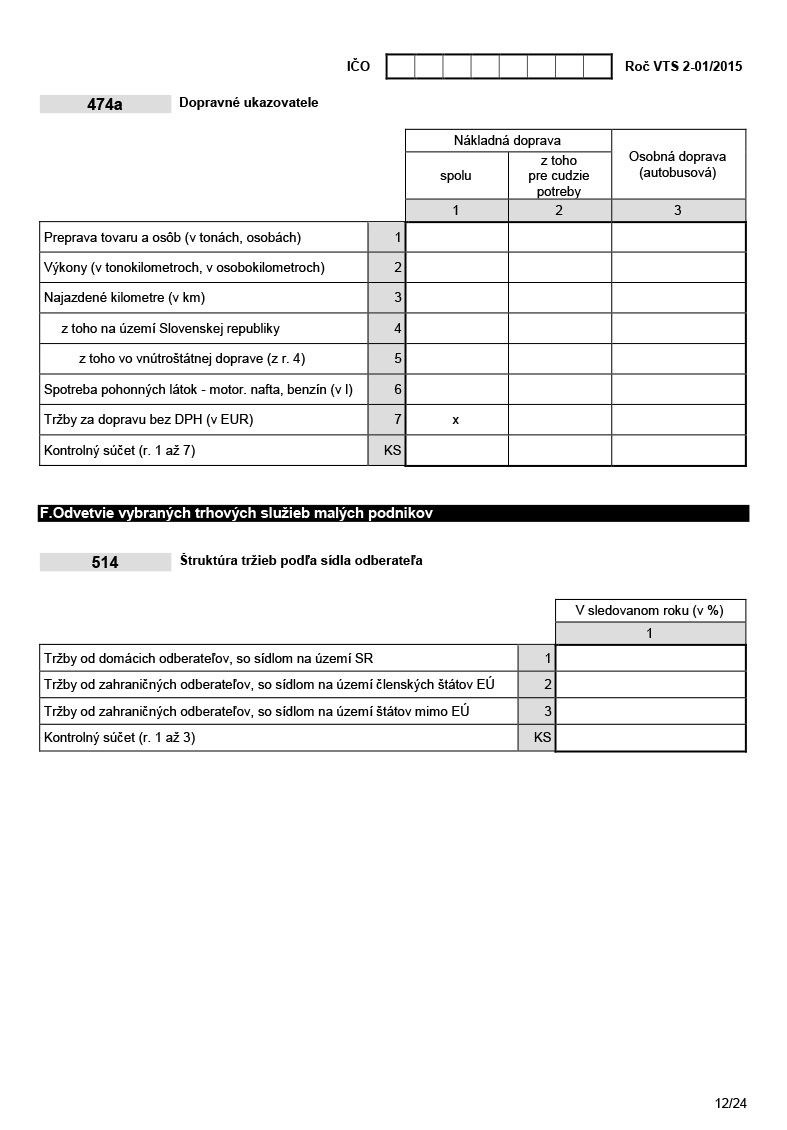 IČO Roč VTS 2-01/2015
474a Dopravné ukazovatele
Nákladná doprava
Osobná doprava (autobusová)
spolu
z toho
pre cudzie
potreby
1 2 3
Preprava tovaru a osôb (v tonách, osobách) 1
Výkony (v tonokilometroch, v osobokilometroch) 2
Najazdené kilometre (v km) 3
z toho na území Slovenskej republiky 4
z toho vo vnútroštátnej doprave (z r. 4) 5
Spotreba pohonných látok - motor. nafta, benzín (v l) 6
Tržby za dopravu bez DPH (v EUR) 7 x
Kontrolný súčet (r. 1 až 7) KS
F.Odvetvie vybraných trhových služieb malých podnikov
514 Štruktúra tržieb podľa sídla odberateľa
V sledovanom roku (v %)
1
Tržby od domácich odberateľov, so sídlom na území SR 1
Tržby od zahraničných odberateľov, so sídlom na území členských štátov EÚ 2
Tržby od zahraničných odberateľov, so sídlom na území štátov mimo EÚ 3
Kontrolný súčet (r. 1 až 3) KS
12/24